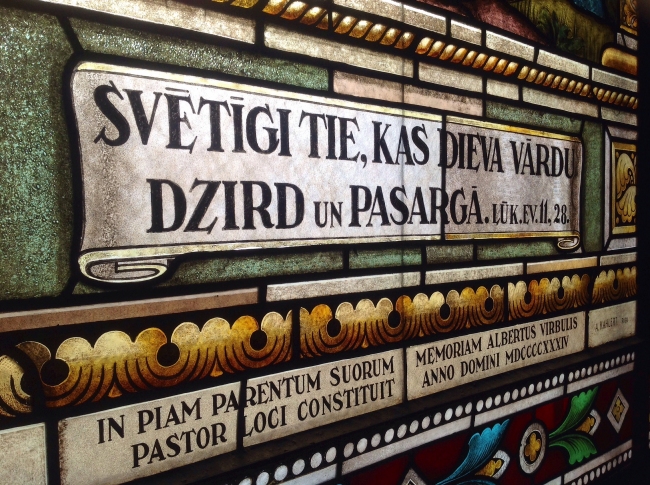 SVĒTĪGI TIE, KAS DIEVA VĀRDU
DZIRD UN PASARGĀ. LŪK. EV. 11, 28.
IN PIAM PARENTUM SUORUM
PASTOR LOCI CONSTITUIT
MEMORIAM ALBERTUS VIRBULIS
ANNO DOMINI MDCCCCXXXIV